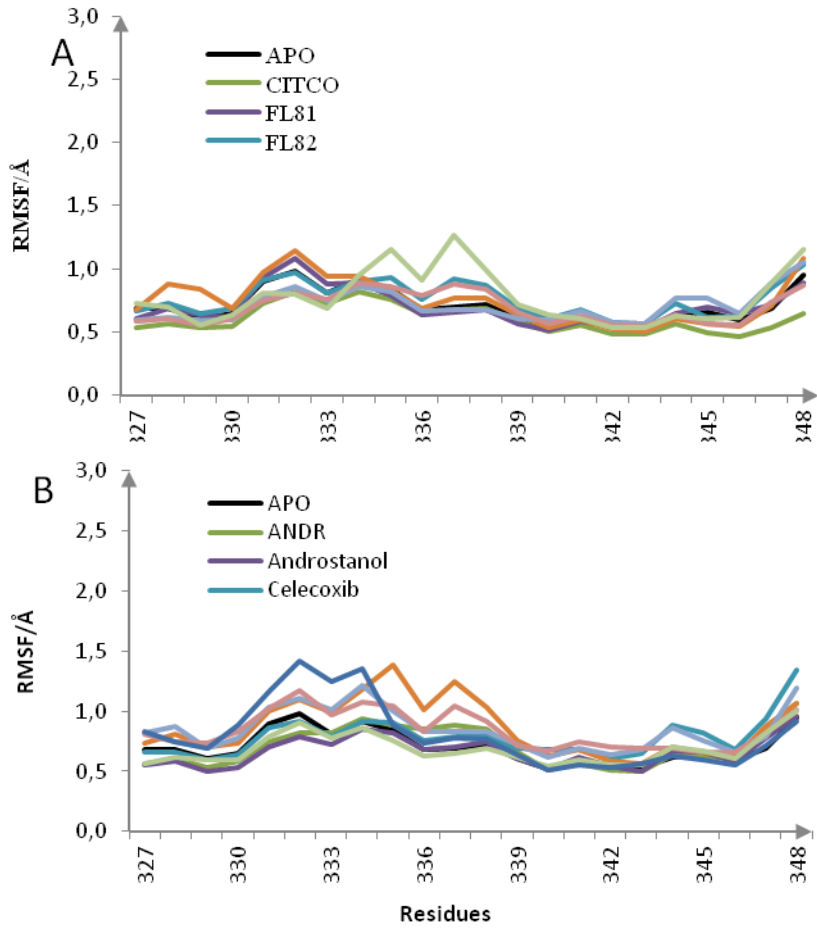 A
3,0
2,5
2,0
1,5
1,0
0,5
0,0
RMSF/Å
APO
CITCO
FL81
FL82
327
330
333
336
339
342
345
348
B
3,0
2,5
2,0
1,5
1,0
0,5
0,0
RMSF/Å
APO
ANDR
Androstanol
Celecoxib
327
330
333
336
339
342
345
348
Residues